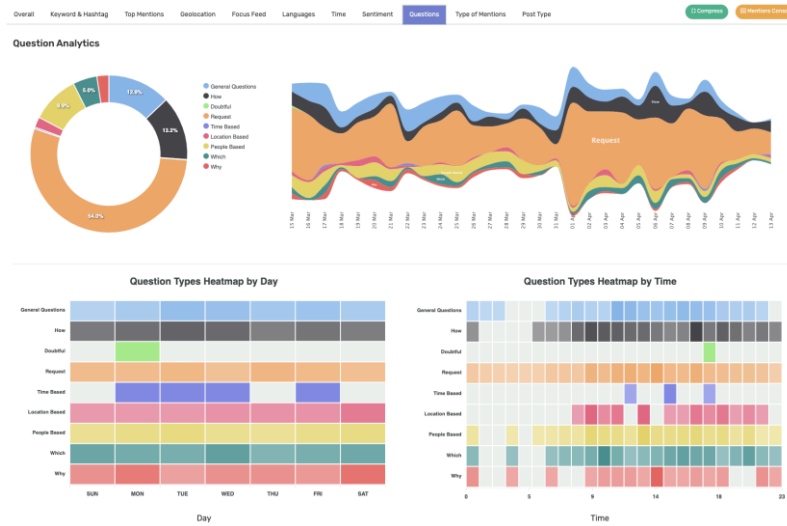 Overall Keyword & Hashtag Top Mentions Geolocation Focus Feed Languages Time Sentiment Questions Type of Mentions Post Type
Compress
Question Analytics
12.9%
13.2%
54.0%
9.9%
5.0%
General Questions
How
Doubtful
Request
Time Based
Location Based
People Based
Which
Why
How
Request
15 Mar 16 Mar 17 Mar 18 Mar 19 Mar 20 Mar 21 Mar 22 Mar 23 Mar 24 Mar 25 Mar 26 Mar 27 Mar 28 Mar 29 Mar 30 Mar 31 Mar 01 Apr 02 Apr 03 Apr 04 Apr 05 Apr 06 Apr 07 Apr 08 Apr 09 Apr 10 Apr 11 Apr 12 Apr 13 Apr
Question Types Heatmap by Day
General Questions
How
Doubtful
Request
Time Based
Location Based
People Based
Which
Why
SUN MON TUE WED THU FRI SAT
Day
Question Types Heatmap by Time
General Questions
How
Doubtful
Request
Time Based
Location Based
People Based
Which
Why
0 5 9 14 18 23
Time